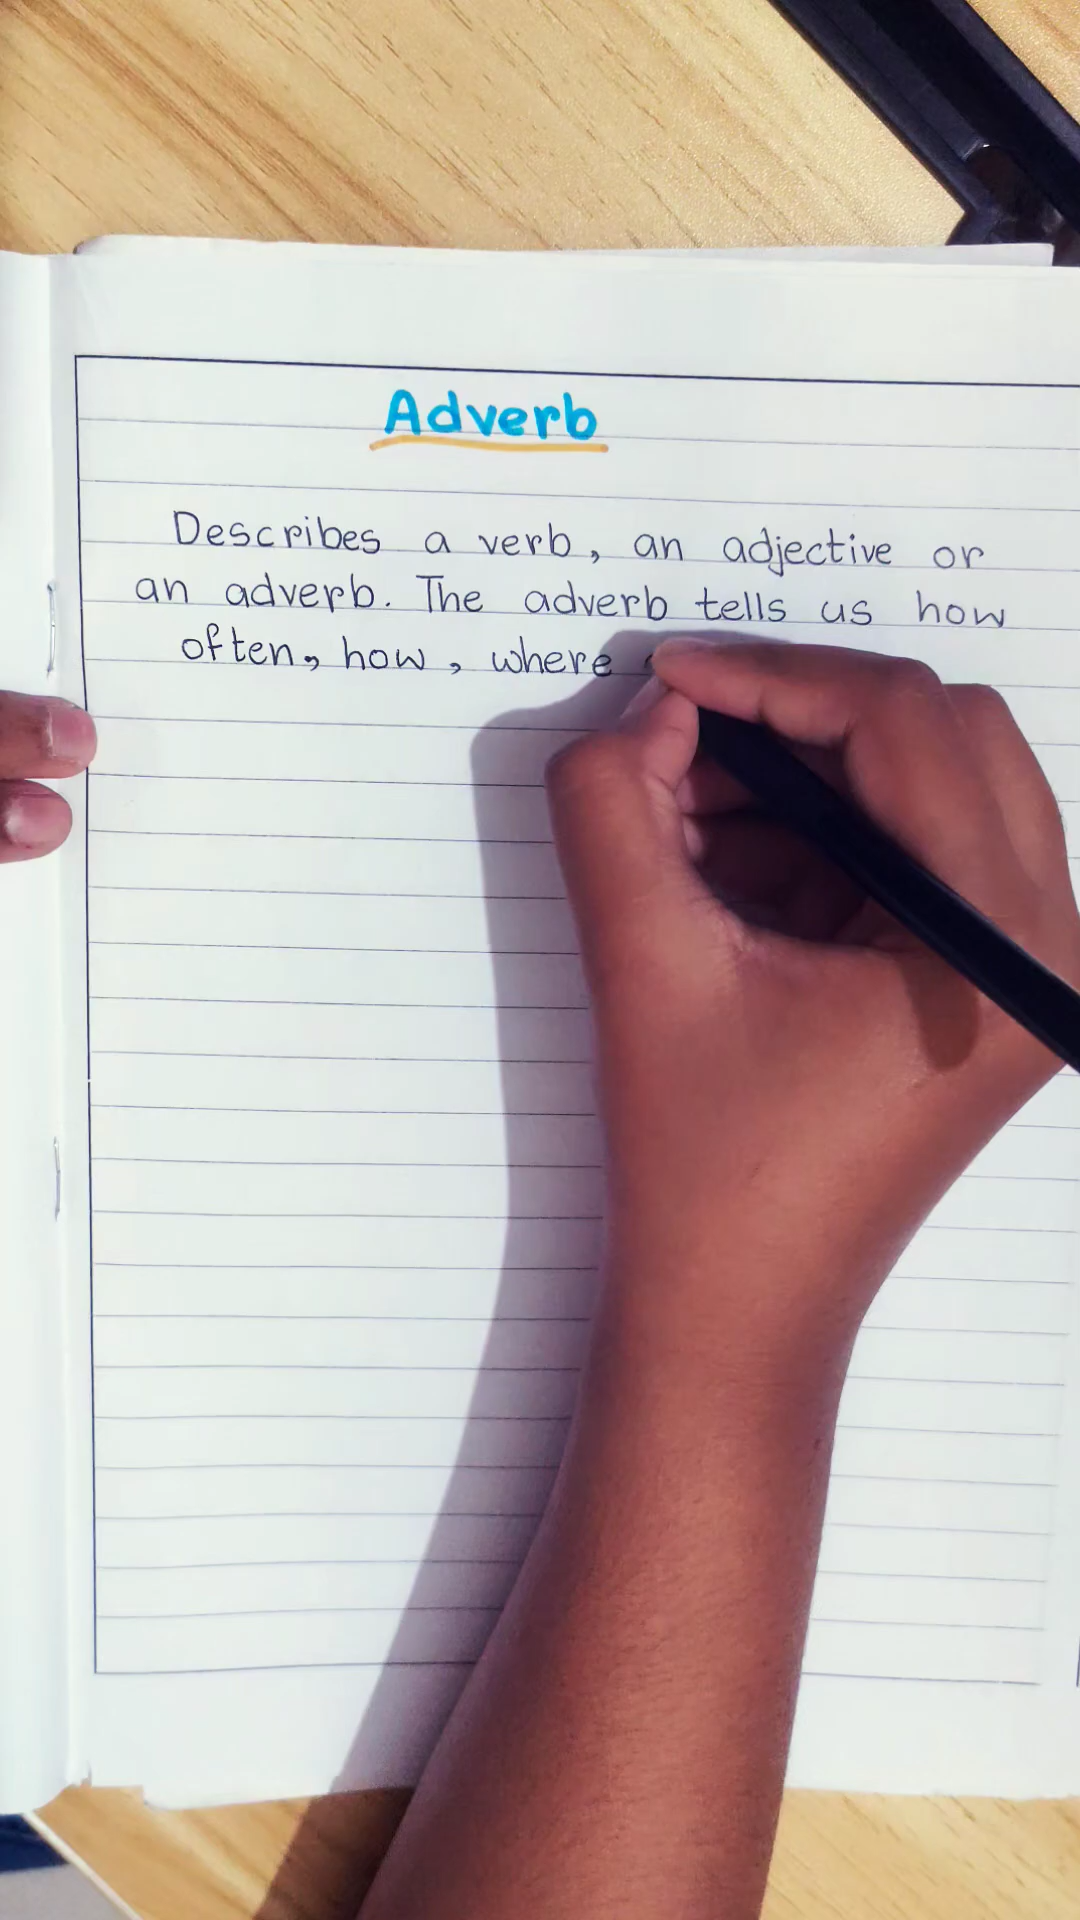 Adverb
Describes a verb, an adjective or
an adverb. The adverb tells us how
often, how, where